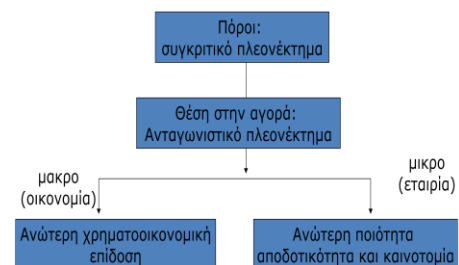 Πόροι:
συγκριτικό πλεονέκτημα
Θέση στην αγορά:
Ανταγωνιστικό πλεονέκτημα
μακρο
(οικονομία)
μικρο
(εταιρία)
Ανώτερη χρηματοοικονομική
επίδοση
Ανώτερη ποιότητα
αποδοτικότητα και καινοτομία